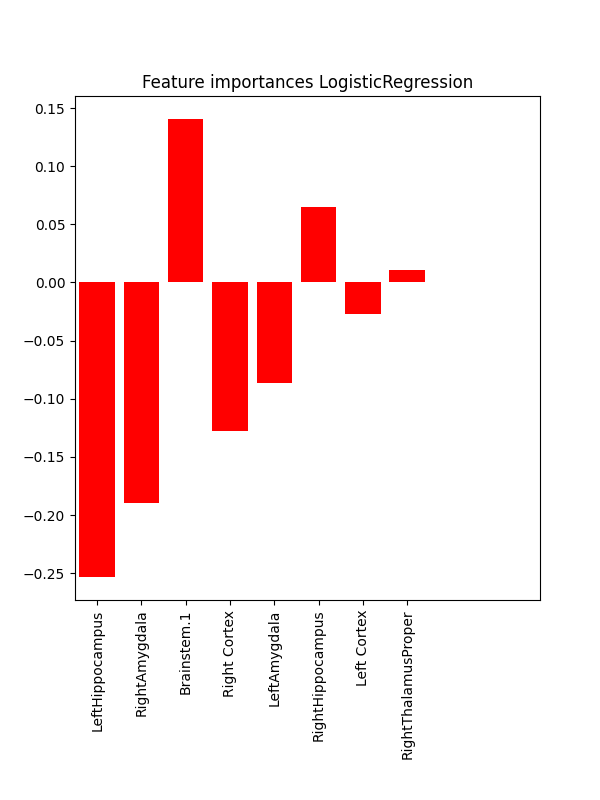 Feature importances LogisticRegression
0.15
0.10
0.05
0.00
−0.05
−0.10
−0.15
−0.20
−0.25
LeftHippocampus
RightAmygdala
Brainstem.1
Right Cortex
LeftAmygdala
RightHippocampus
Left Cortex
RightThalamusProper